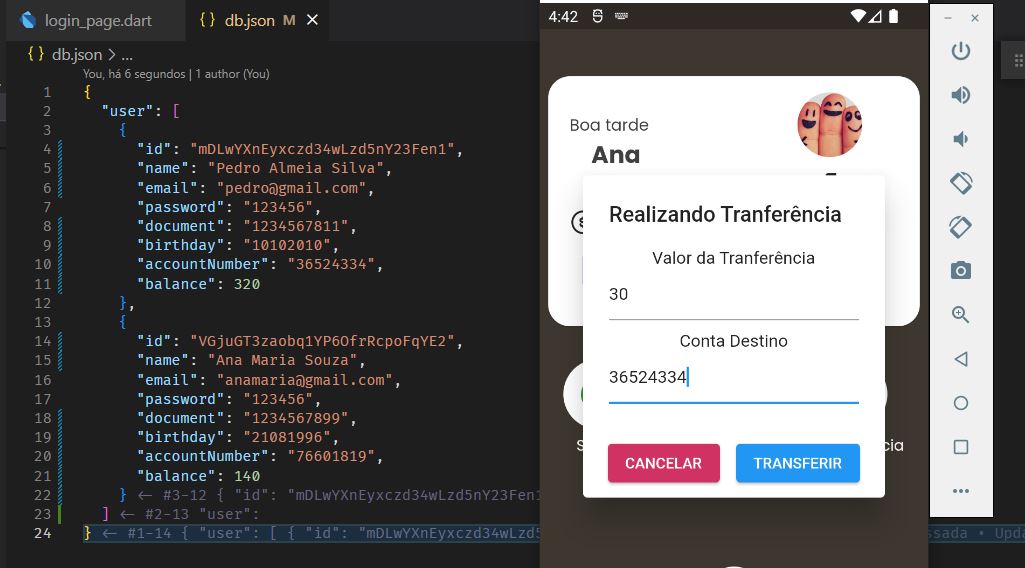 login_page.dart
{ } db.json M
{ } db.json > ...
You, há 6 segundos | 1 author (You)
1 {
2 "user": [
3 {
4 "id": "mDLwYXnEyxczd34wLzd5nY23Fen1",
5 "name": "Pedro Almeia Silva",
6 "email": "pedro@gmail.com",
7 "password": "123456",
8 "document": "1234567811",
9 "birthday": "10102010",
10 "accountNumber": "36524334",
11 "balance": 320
12 },
13 {
14 "id": "VGjuGT3zaobq1YP6OfrRcpoFqYE2",
15 "name": "Ana Maria Souza",
16 "email": "anamaria@gmail.com",
17 "password": "123456",
18 "document": "1234567899",
19 "birthday": "21081996",
20 "accountNumber": "76601819",
21 "balance": 140
22 } <- #3-12 { "id": "mDLwYXnEyxczd34wLzd5nY23Fen1
23 ] <- #2-13 "user":
24 } <- #1-14 { "user": [ { "id": "mDLwYXnEyxczd34wLzd5
ssada • Upda
4:42
Boa tarde
Ana
Realizando Tranferência
Valor da Tranferência
30
Conta Destino
36524334
S
cia
CANCELAR
TRANSFERIR